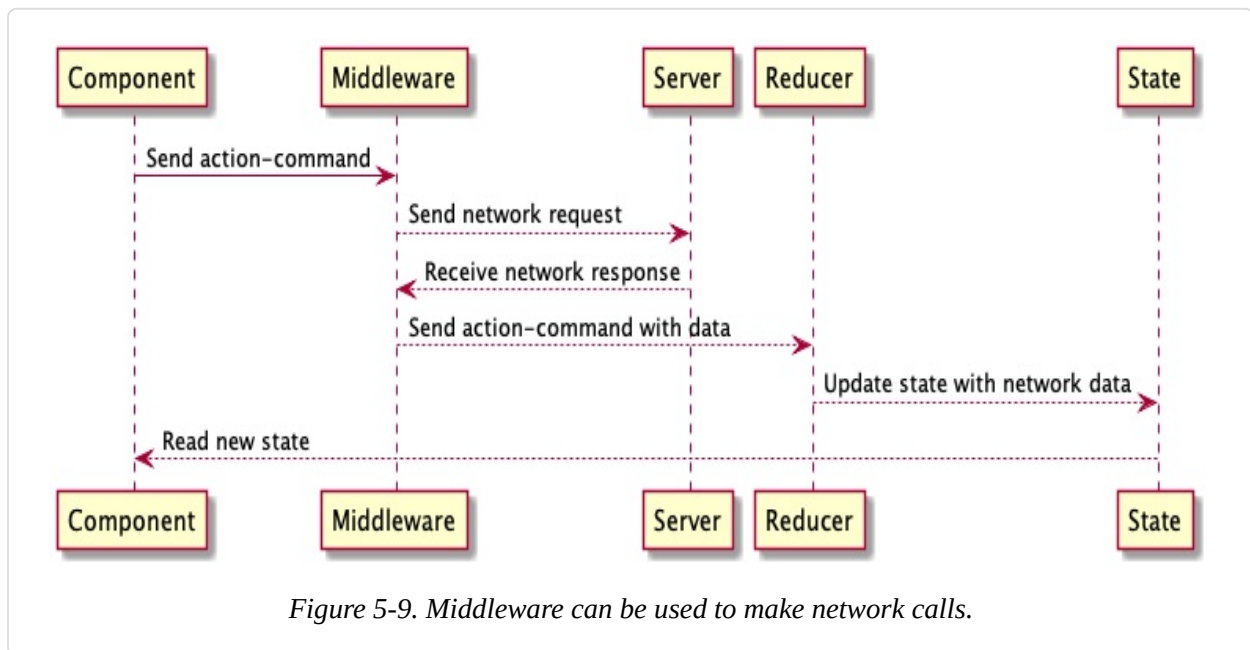 Component Middleware Server Reducer State
Send action-command
Send network request
Receive network response
Send action-command with data
Update state with network data
Read new state
Component Middleware Server Reducer State
Figure 5-9. Middleware can be used to make network calls.